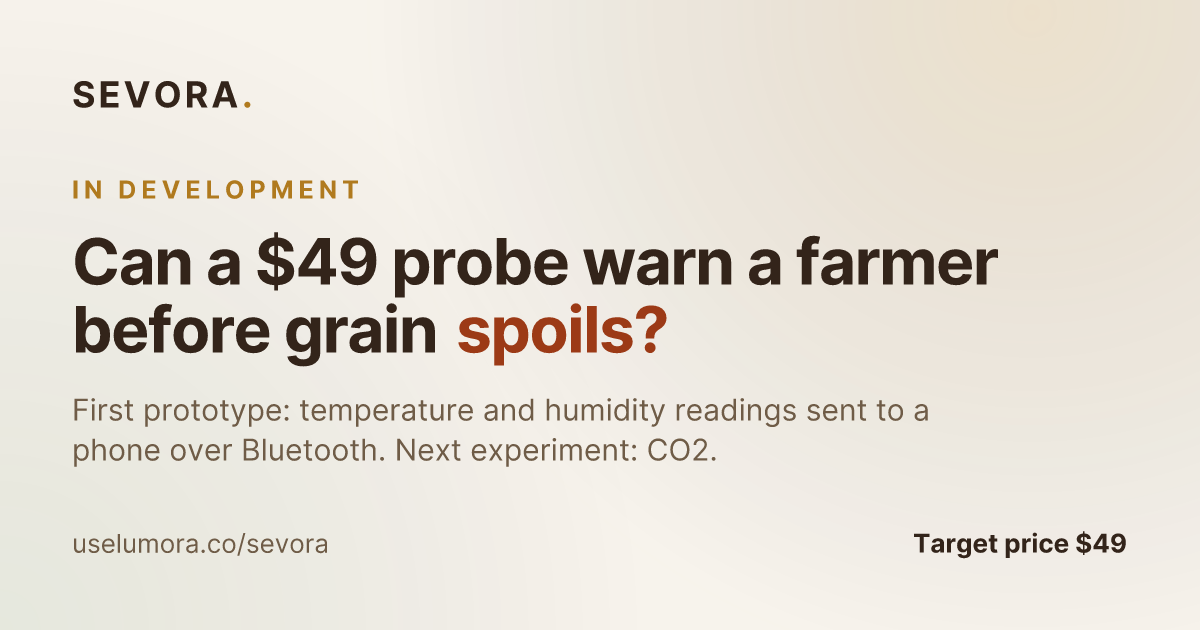 SEVORA.
IN DEVELOPMENT
Can a $49 probe warn a farmer
before grain spoils?
First prototype: temperature and humidity readings sent to a
phone over Bluetooth. Next experiment: CO2.
uselumora.co/sevora
Target price $49